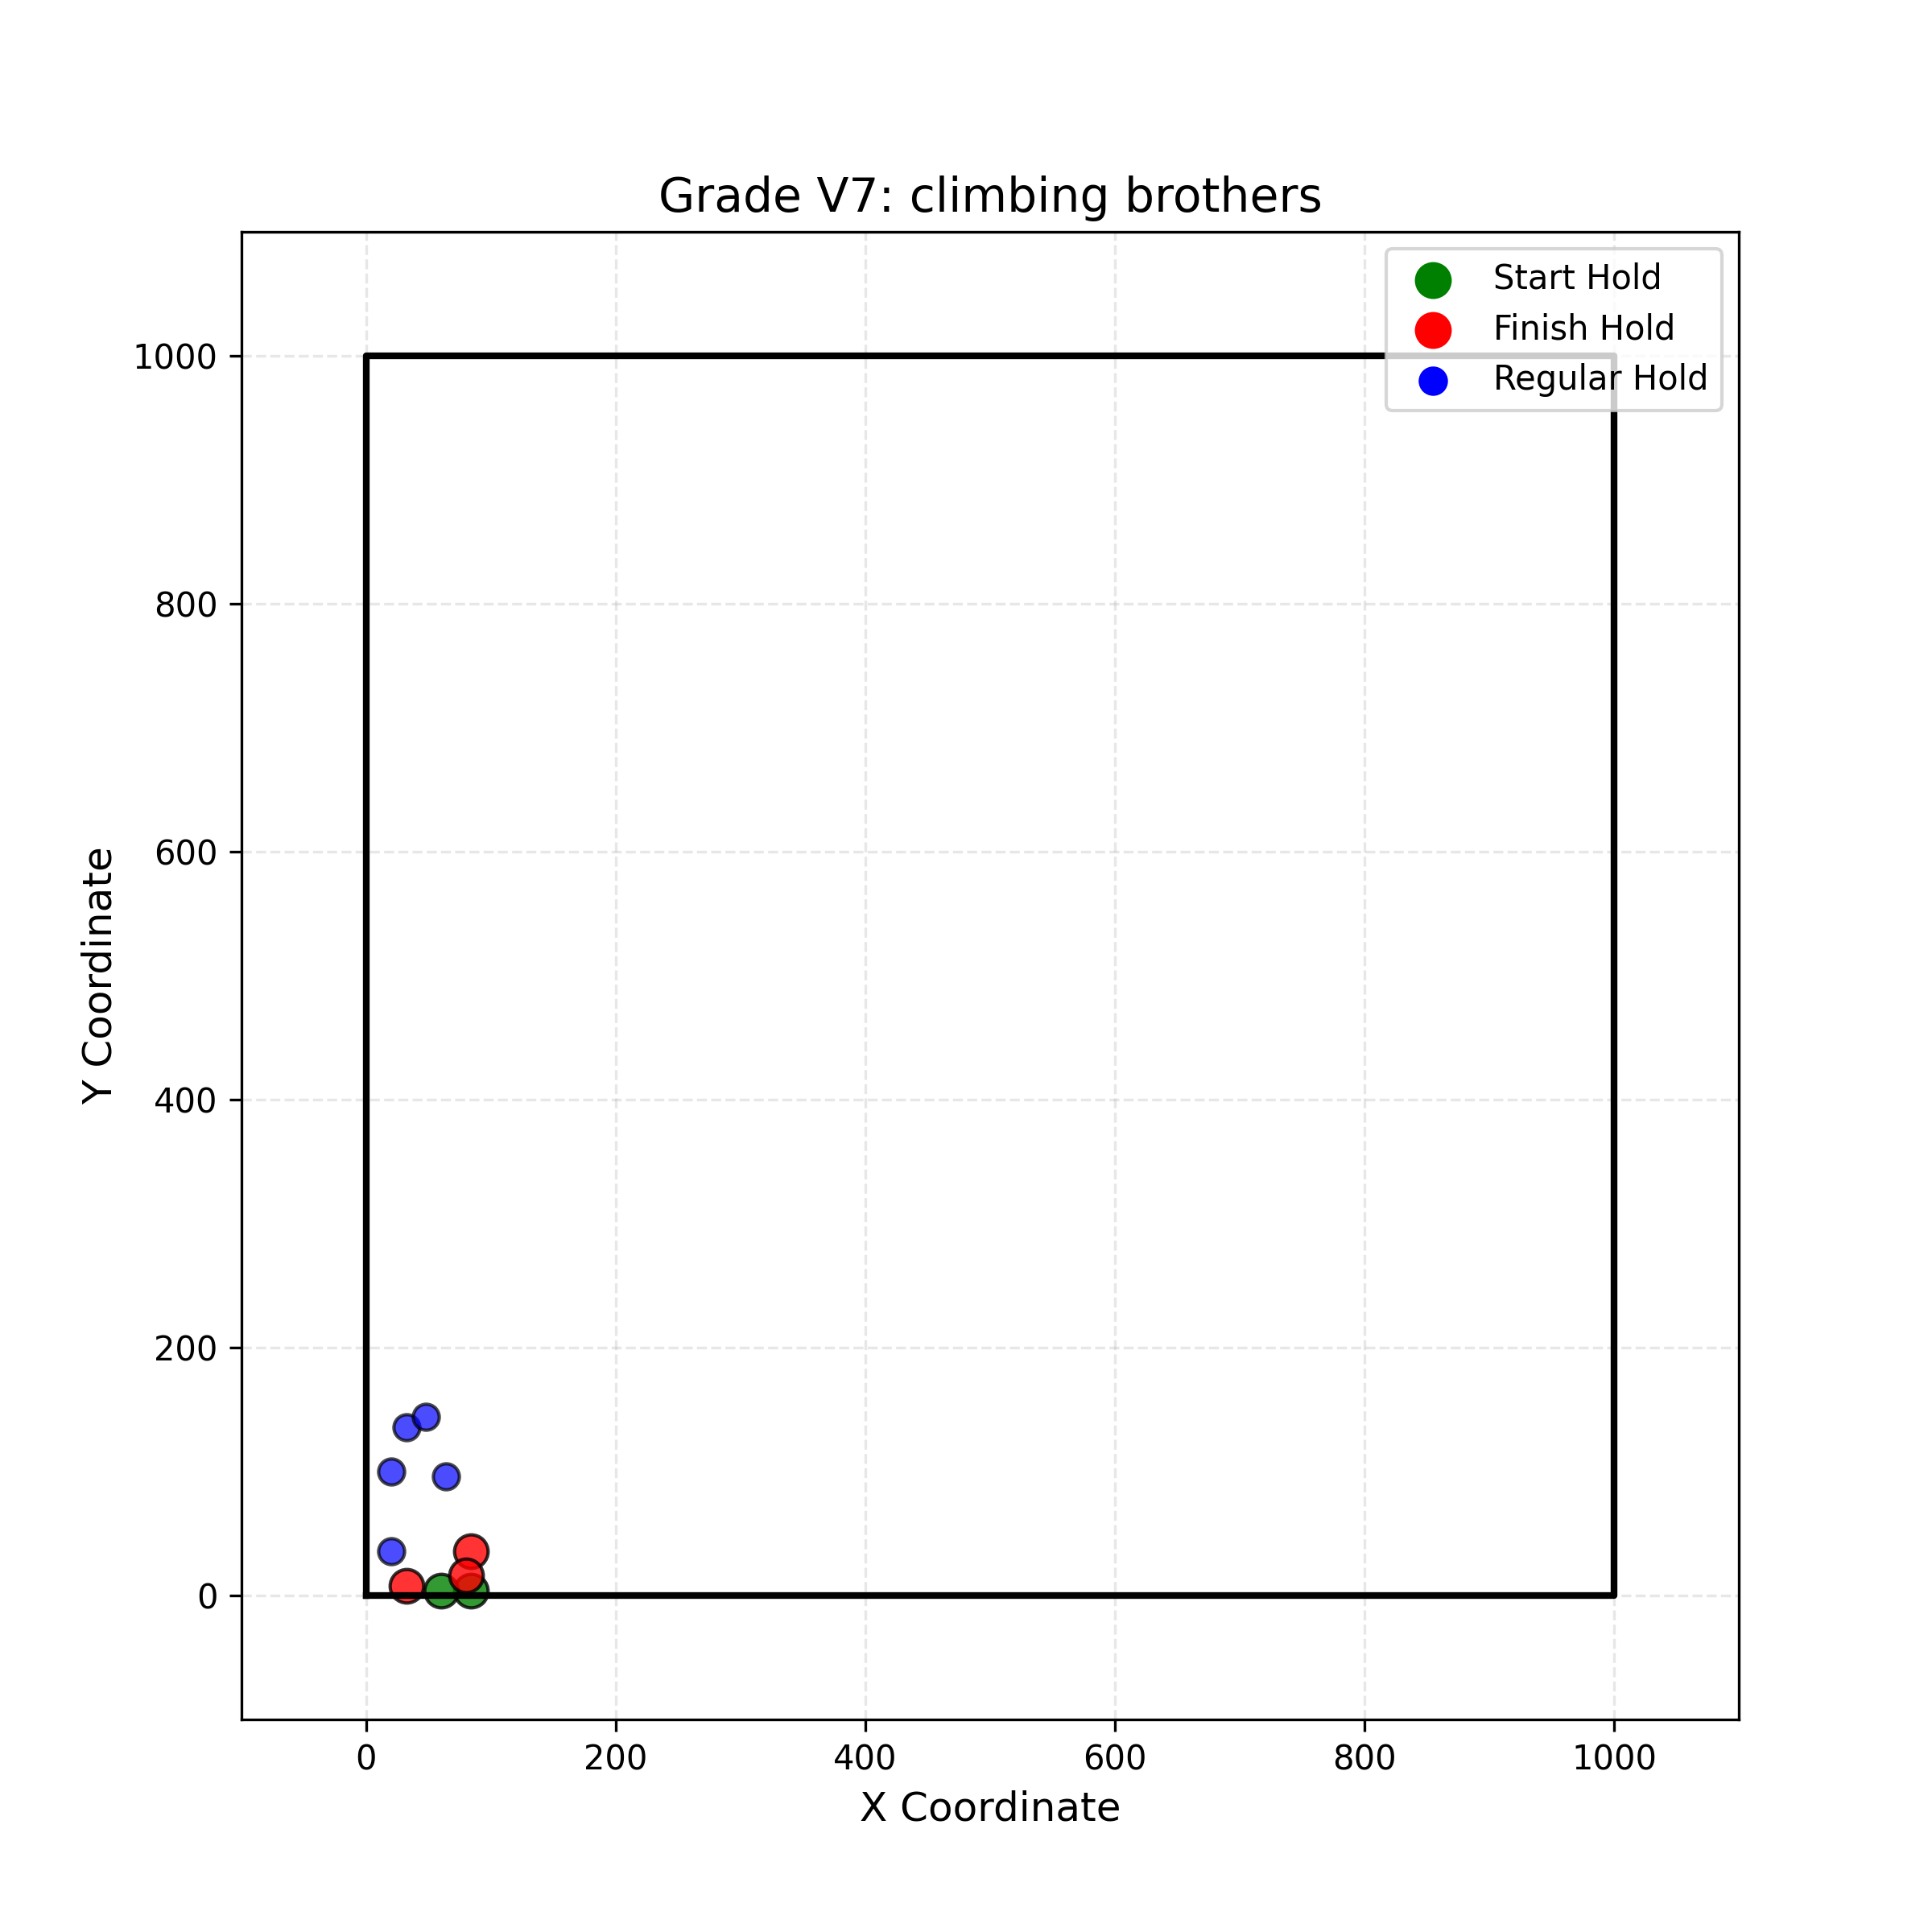 Grade V7: climbing brothers
Start Hold
Finish Hold
Regular Hold
1000
800
600
400
200
0
Y Coordinate
0 200 400 600 800 1000
X Coordinate